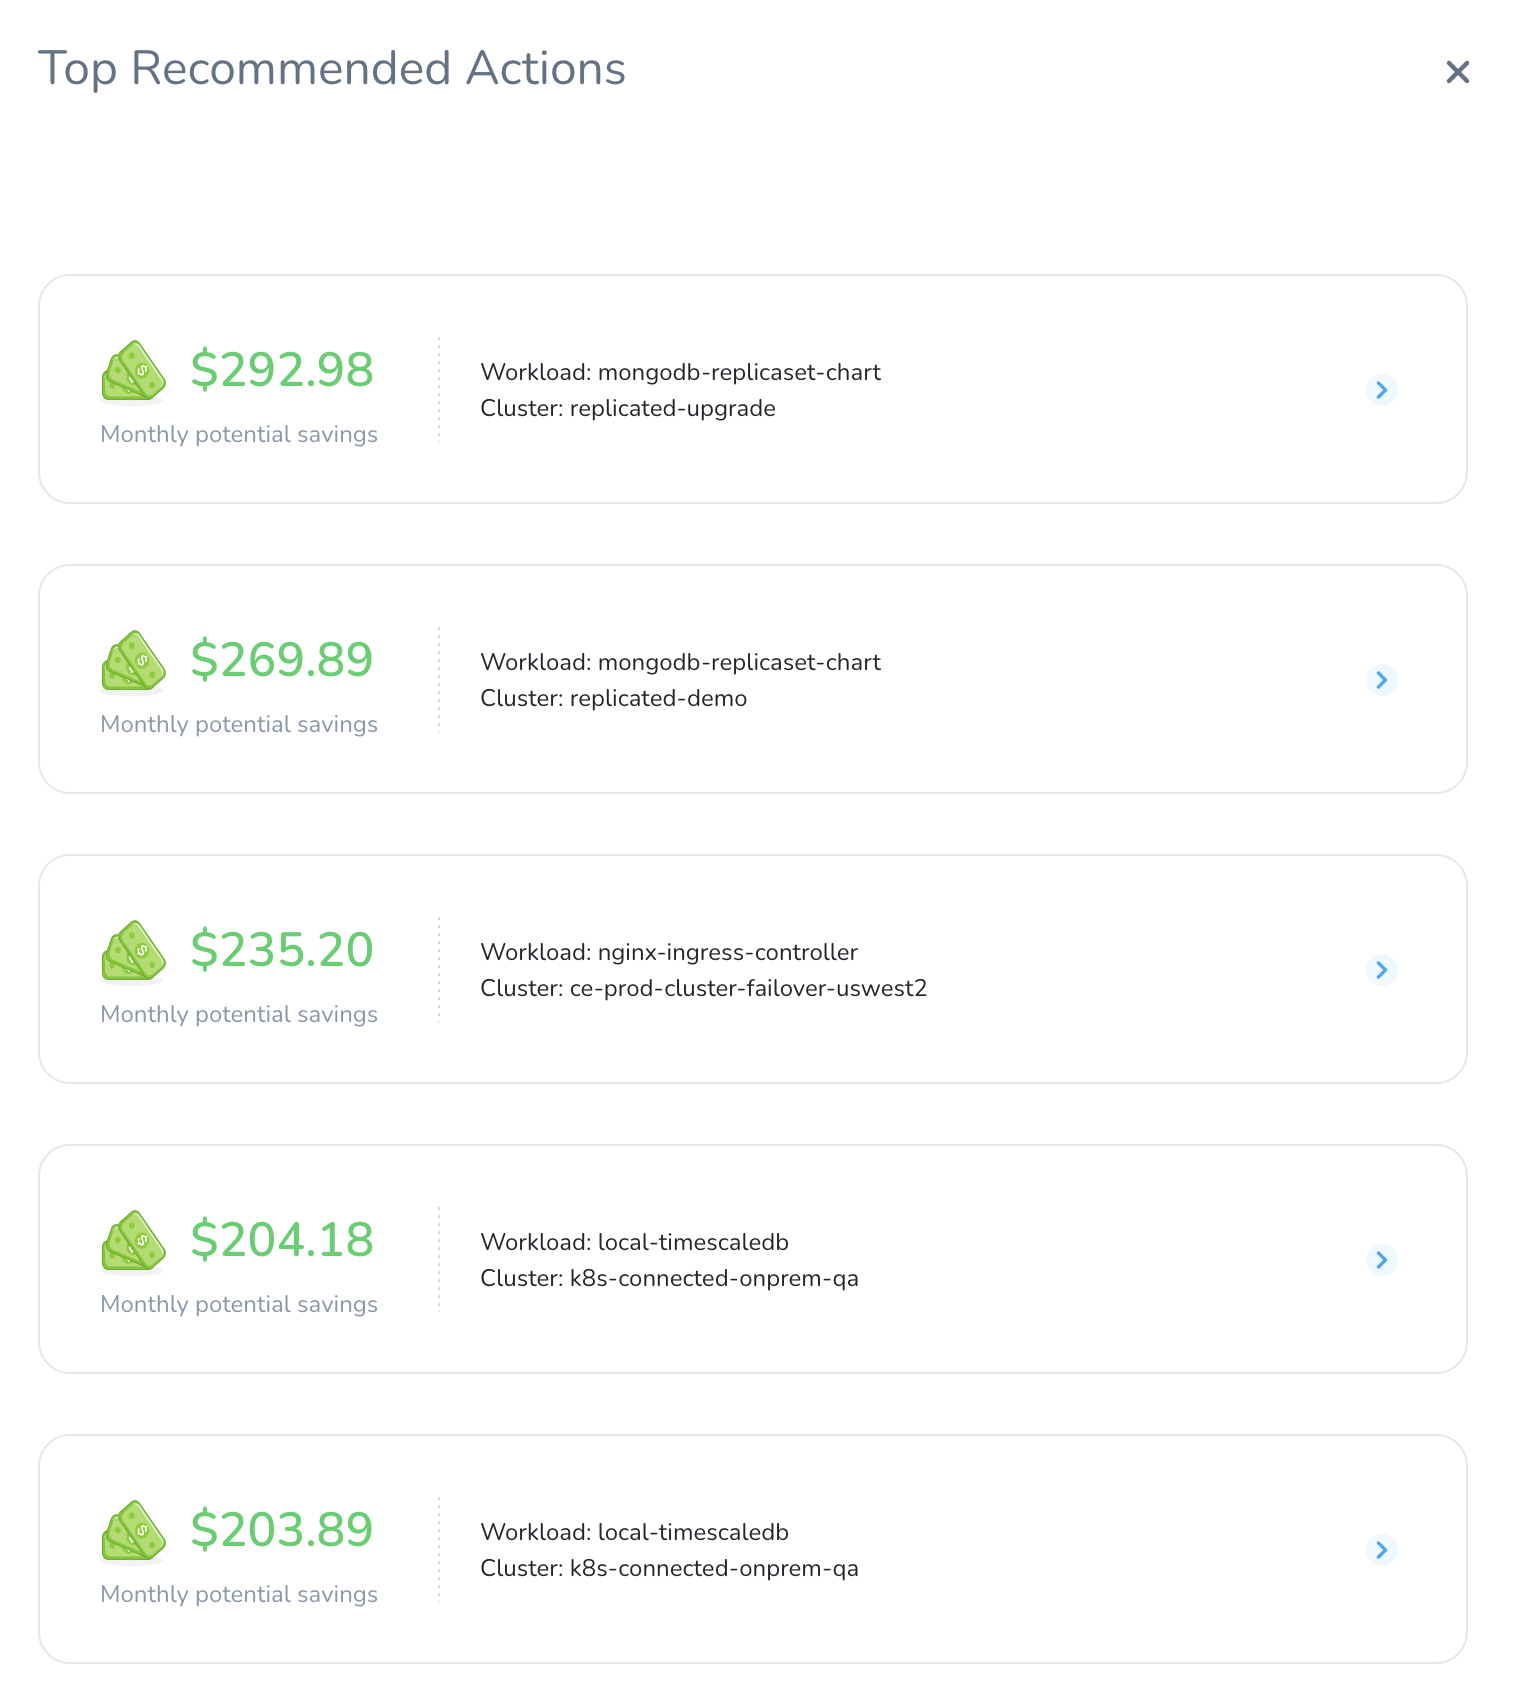 Top Recommended Actions
$292.98
Monthly potential savings
Workload: mongodb-replicaset-chart
Cluster: replicated-upgrade
$269.89
Monthly potential savings
Workload: mongodb-replicaset-chart
Cluster: replicated-demo
$235.20
Monthly potential savings
Workload: nginx-ingress-controller
Cluster: ce-prod-cluster-failover-uswest2
$204.18
Monthly potential savings
Workload: local-timescaledb
Cluster: k8s-connected-onprem-qa
$203.89
Monthly potential savings
Workload: local-timescaledb
Cluster: k8s-connected-onprem-qa